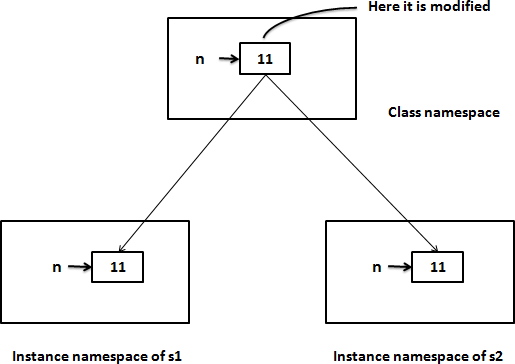 Here it is modified
n 11
Class namespace
n 11
n 11
Instance namespace of s1
Instance namespace of s2